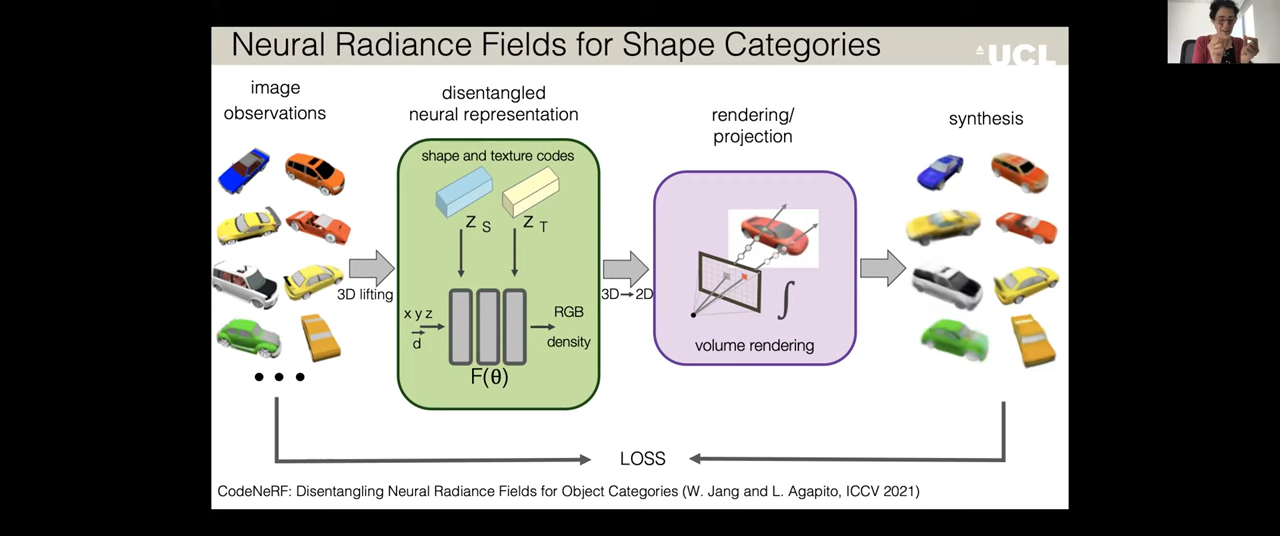 Neural Radiance Fields for Shape Categories
UCL
image
observations
disentangled
neural representation
rendering/
projection
synthesis
shape and texture codes
z S
z T
3D lifting
x y z
d
RGB
density
F(θ)
3D→2D
∫
volume rendering
LOSS
CodeNeRF: Disentangling Neural Radiance Fields for Object Categories (W. Jang and L. Agapito, ICCV 2021)